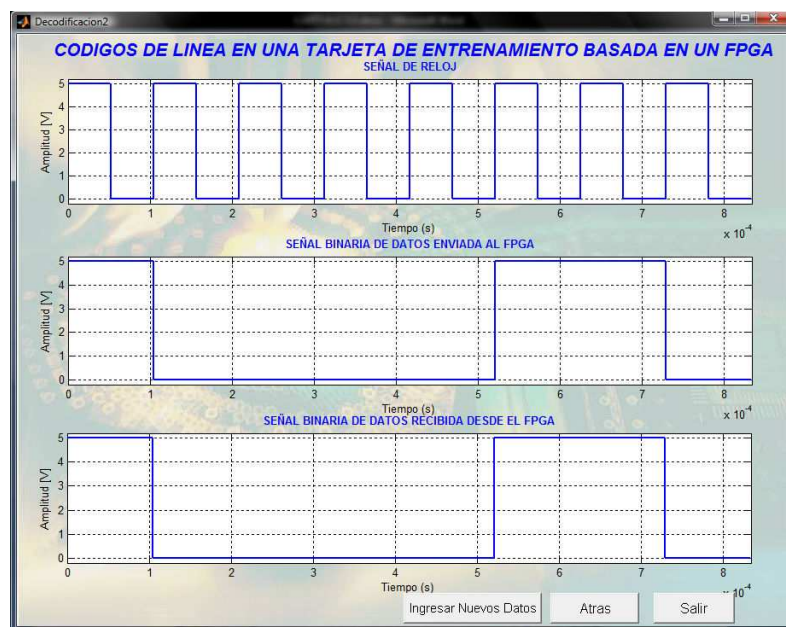 Decodificacion2
CODIGOS DE LINEA EN UNA TARJETA DE ENTRENAMIENTO BASADA EN UN FPGA
SEÑAL DE RELOJ
5
4
3
2
1
0
Amplitud [V]
0 1 2 3 4 5 6 7 8
Tiempo (s)
x 10⁻⁴
SEÑAL BINARIA DE DATOS ENVIADA AL FPGA
5
4
3
2
1
0
Amplitud [V]
0 1 2 3 4 5 6 7 8
Tiempo (s)
x 10⁻⁴
SEÑAL BINARIA DE DATOS RECIBIDA DESDE EL FPGA
5
4
3
2
1
0
Amplitud [V]
0 1 2 3 4 5 6 7 8
Tiempo (s)
x 10⁻⁴
Ingresar Nuevos Datos Atras Salir